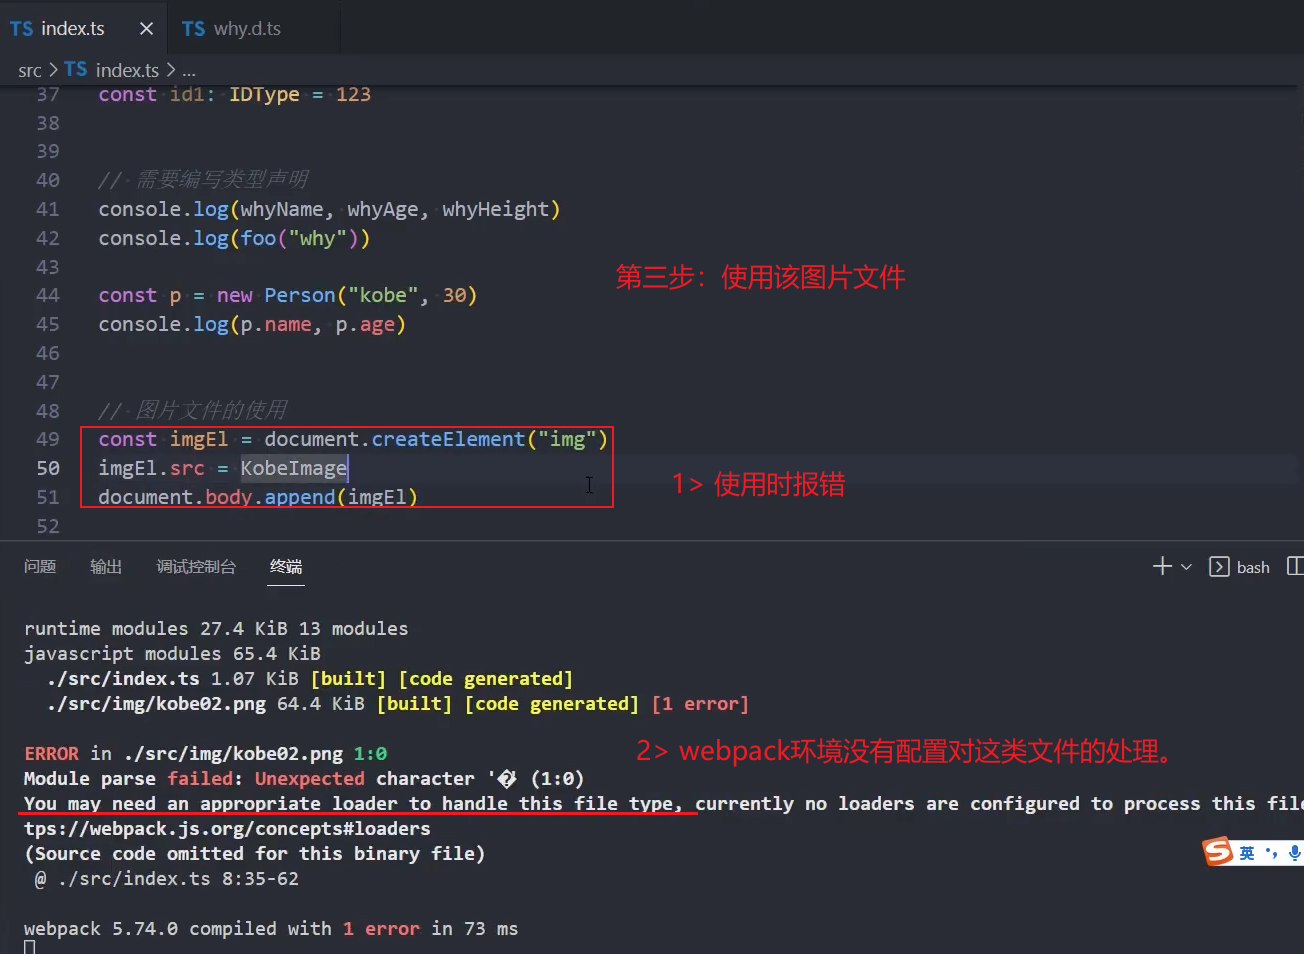 TS index.ts × TS why.d.ts
src > TS index.ts > ...
37 const id1: IDType = 123
38
39
40 // 需要编写类型声明
41 console.log(whyName, whyAge, whyHeight)
42 console.log(foo("why"))
43
第三步：使用该图片文件
44 const p = new Person("kobe", 30)
45 console.log(p.name, p.age)
46
47
48 // 图片文件的使用
49 const imgEl = document.createElement("img")
50 imgEl.src = KobeImage
1> 使用时报错
51 document.body.append(imgEl)
52
问题 输出 调试控制台 终端 bash
runtime modules 27.4 KiB 13 modules
javascript modules 65.4 KiB
./src/index.ts 1.07 KiB [built] [code generated]
./src/img/kobe02.png 64.4 KiB [built] [code generated] [1 error]
ERROR in ./src/img/kobe02.png 1:0
2> webpack环境没有配置对这类文件的处理。
Module parse failed: Unexpected character '�' (1:0)
You may need an appropriate loader to handle this file type, currently no loaders are configured to process this file
tps://webpack.js.org/concepts#loaders
(Source code omitted for this binary file)
S 英
@ ./src/index.ts 8:35-62
webpack 5.74.0 compiled with 1 error in 73 ms